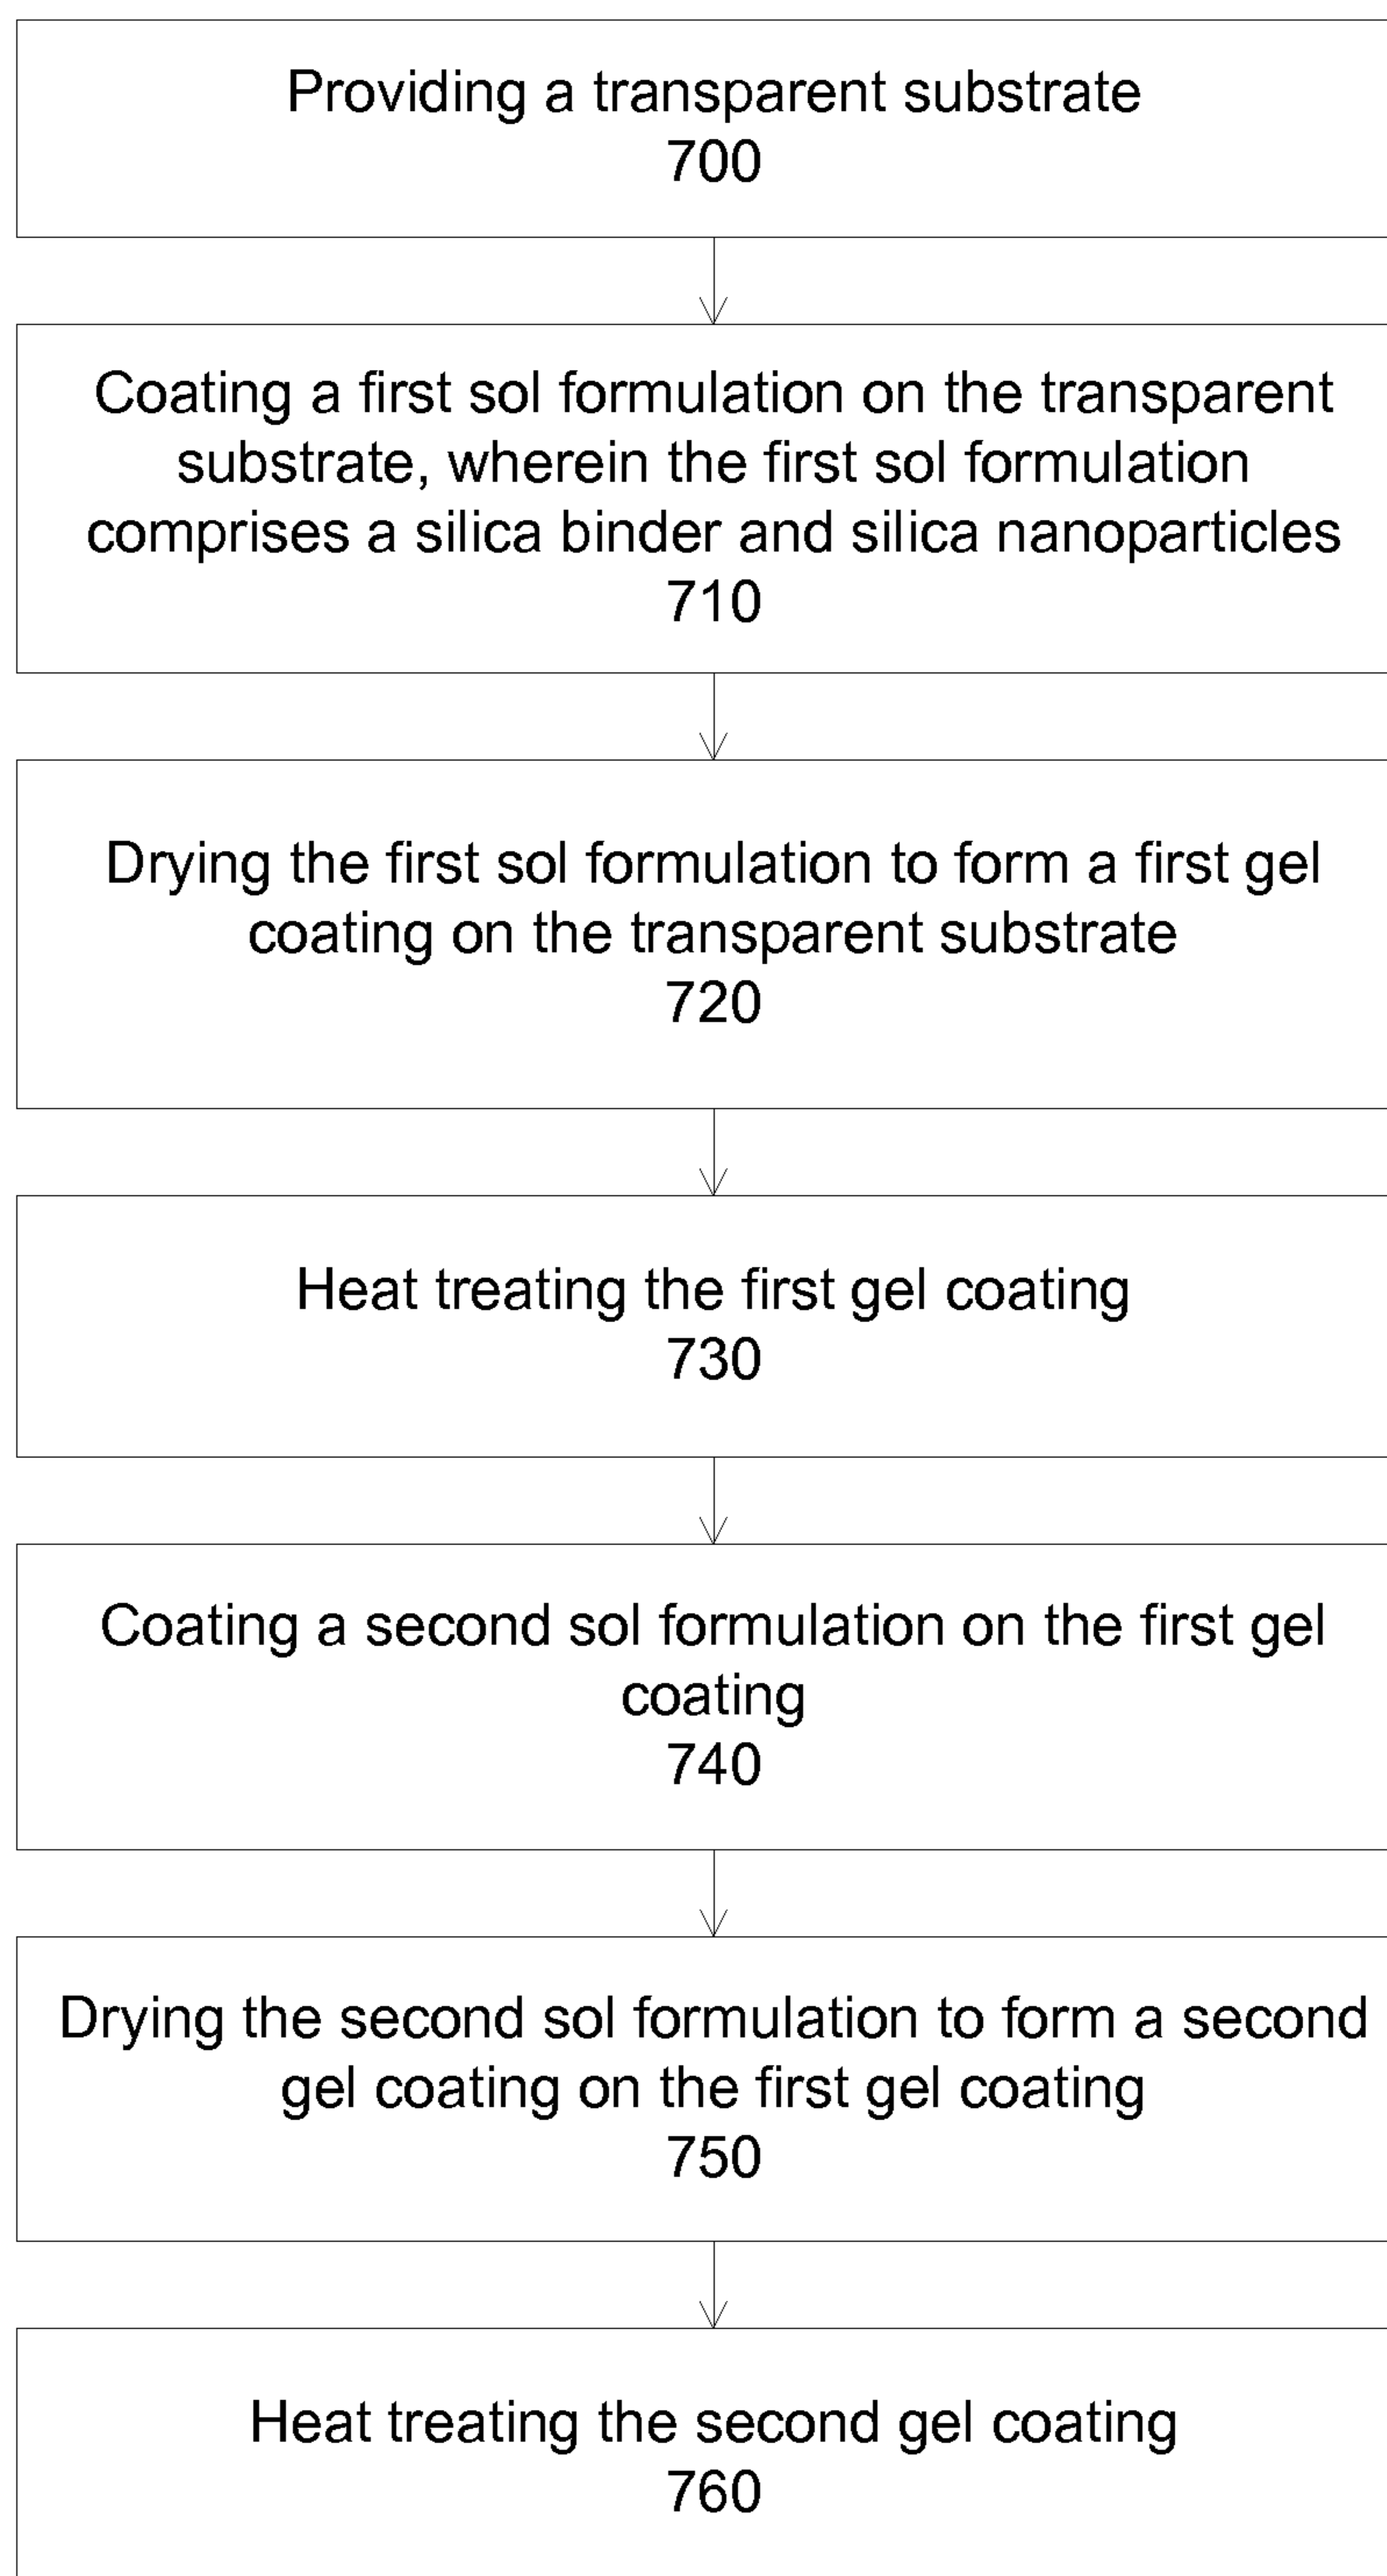 Providing a transparent substrate
700
Coating a first sol formulation on the transparent
substrate, wherein the first sol formulation
comprises a silica binder and silica nanoparticles
710
Drying the first sol formulation to form a first gel
coating on the transparent substrate
720
Heat treating the first gel coating
730
Coating a second sol formulation on the first gel
coating
740
Drying the second sol formulation to form a second
gel coating on the first gel coating
750
Heat treating the second gel coating
760